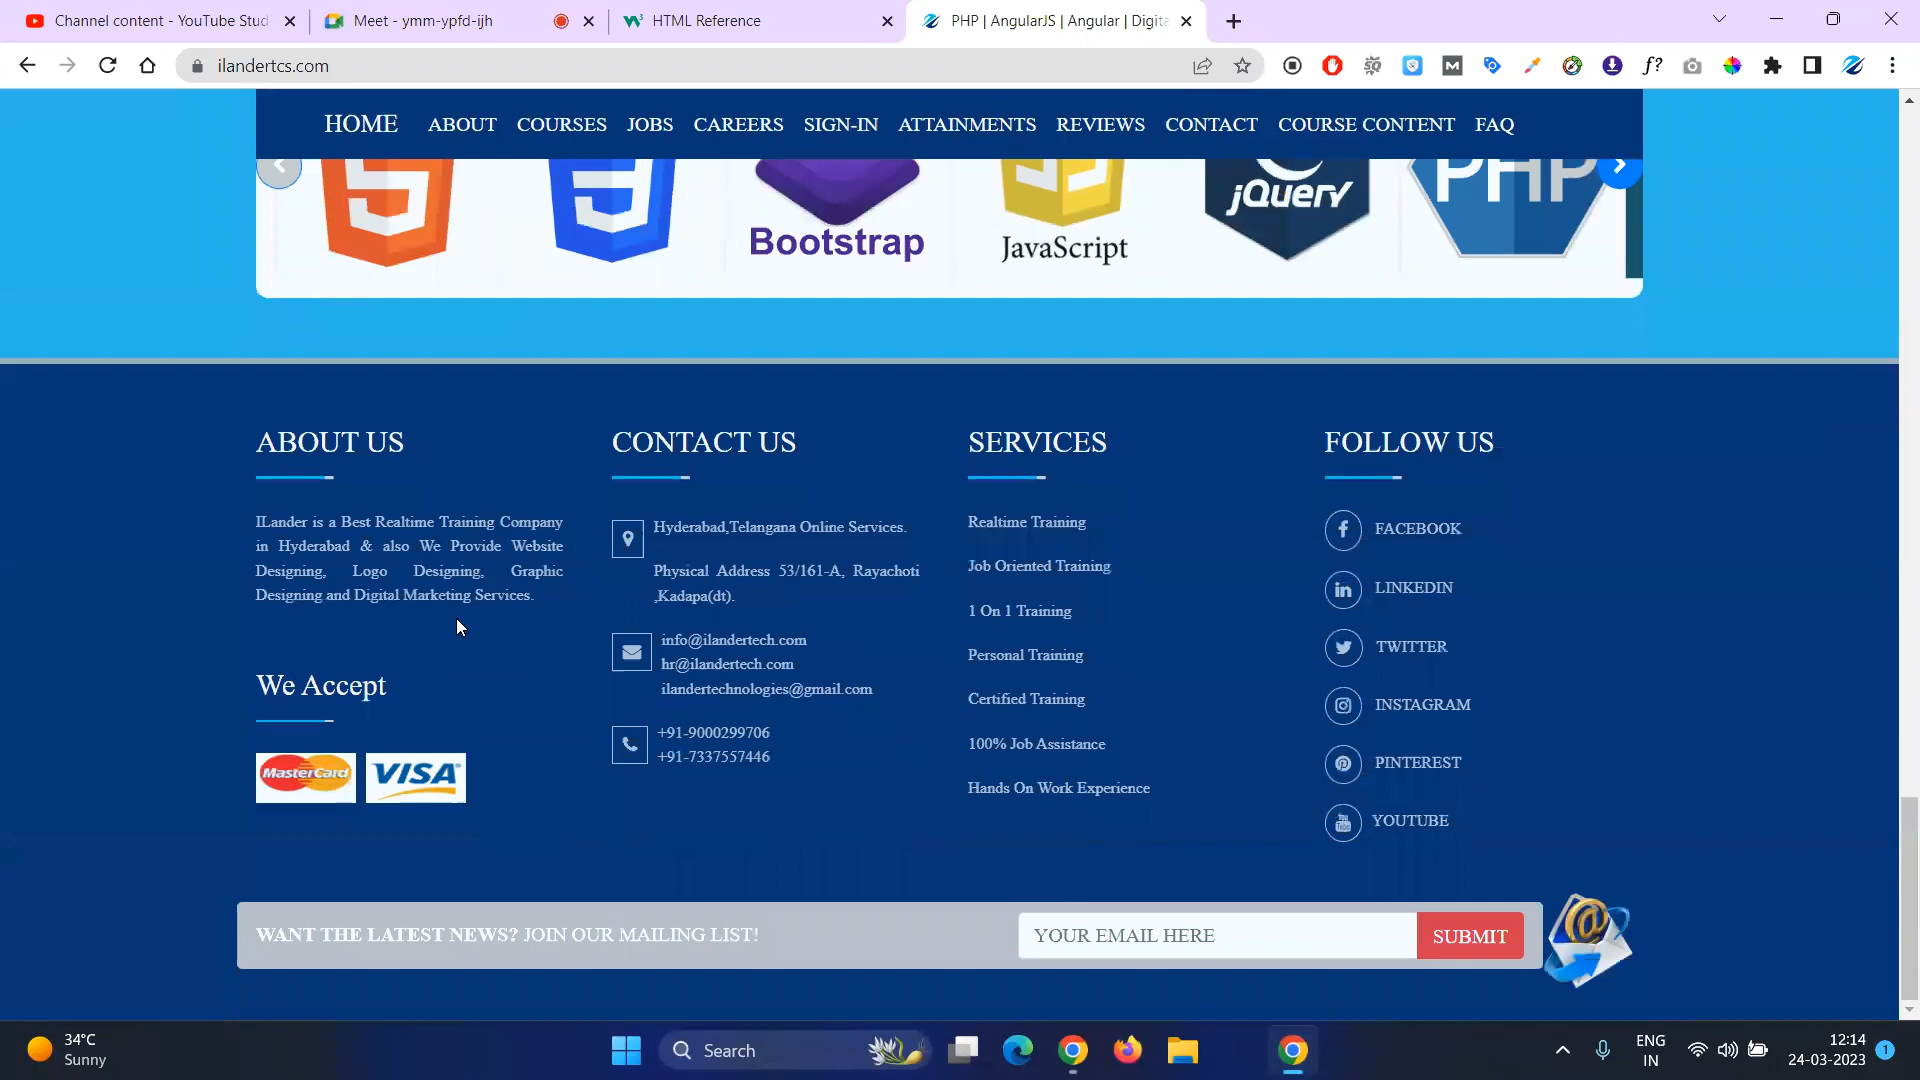 Channel content - YouTube Stud
Meet - ymm-ypfd-ijh
HTML Reference
PHP | AngularJS | Angular | Digita
ilandertcs.com
HOME ABOUT COURSES JOBS CAREERS SIGN-IN ATTAINMENTS REVIEWS CONTACT COURSE CONTENT FAQ
Bootstrap
JavaScript
jQuery
PHP
ABOUT US
ILander is a Best Realtime Training Company
in Hyderabad & also We Provide Website
Designing, Logo Designing, Graphic
Designing and Digital Marketing Services.
We Accept
MasterCard
VISA
CONTACT US
Hyderabad,Telangana Online Services.
Physical Address 53/161-A, Rayachoti
,Kadapa(dt).
info@ilandertech.com
hr@ilandertech.com
ilandertechnologies@gmail.com
+91-9000299706
+91-7337557446
SERVICES
Realtime Training
Job Oriented Training
1 On 1 Training
Personal Training
Certified Training
100% Job Assistance
Hands On Work Experience
FOLLOW US
FACEBOOK
LINKEDIN
TWITTER
INSTAGRAM
PINTEREST
YOUTUBE
WANT THE LATEST NEWS? JOIN OUR MAILING LIST!
YOUR EMAIL HERE
SUBMIT
34°C
Sunny
Search
ENG
IN
12:14
24-03-2023
1